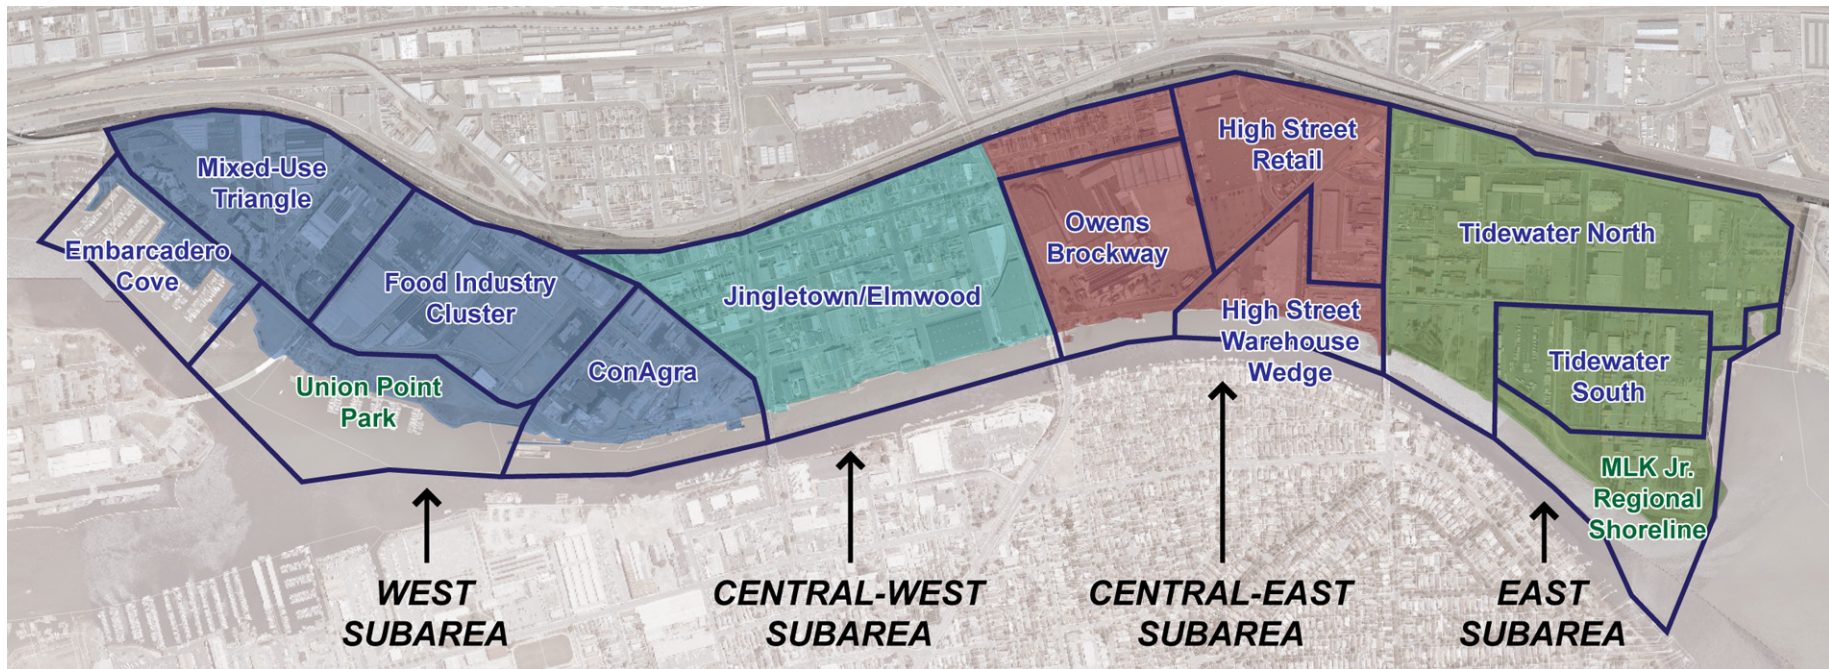 Mixed-Use
Triangle
Embarcadero
Cove
Food Industry
Cluster
Union Point
Park
ConAgra
Jingletown/Elmwood
Owens
Brockway
High Street
Retail
High Street
Warehouse
Wedge
Tidewater North
Tidewater
South
MLK Jr.
Regional
Shoreline
WEST
SUBAREA
CENTRAL-WEST
SUBAREA
CENTRAL-EAST
SUBAREA
EAST
SUBAREA